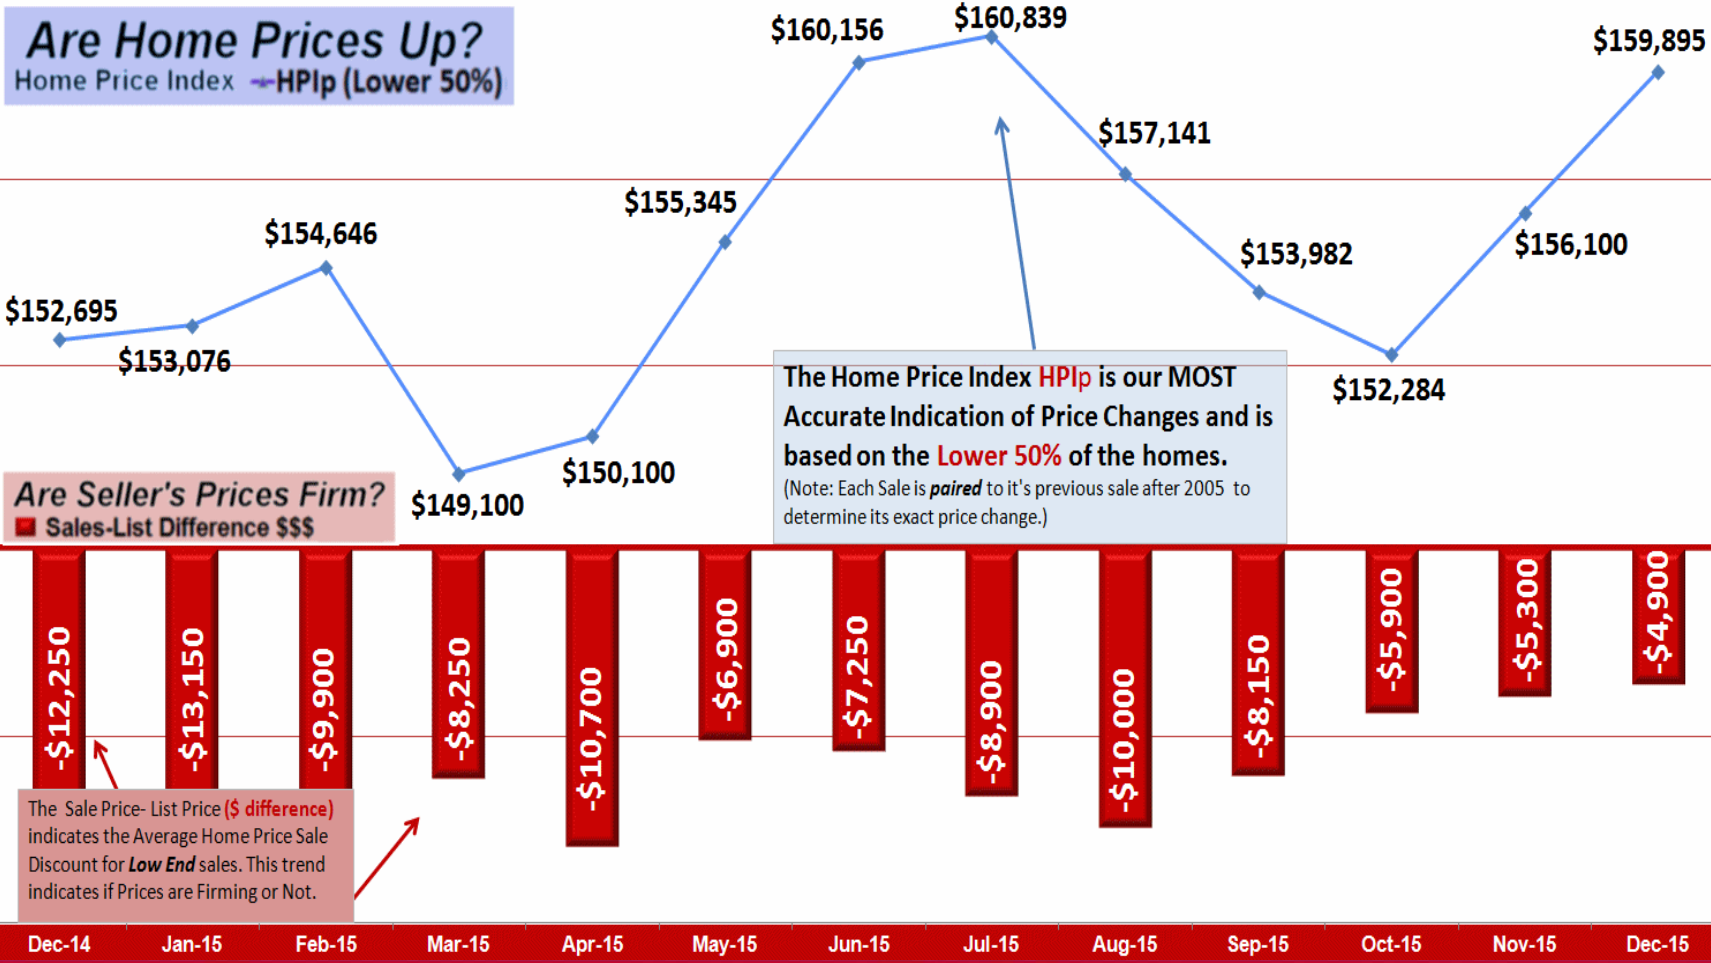 Are Home Prices Up?
Home Price Index HPIp (Lower 50%)
$152,695
$153,076
$154,646
$149,100
$150,100
$155,345
$160,156
$160,839
$157,141
$153,982
$152,284
$156,100
$159,895
The Home Price Index HPIp is our MOST
Accurate Indication of Price Changes and is
based on the Lower 50% of the homes.
(Note: Each Sale is paired to it's previous sale after 2005 to
determine its exact price change.)
Are Seller's Prices Firm?
Sales-List Difference $$$
-$12,250
-$13,150
-$9,900
-$8,250
-$10,700
-$6,900
-$7,250
-$8,900
-$10,000
-$8,150
-$5,900
-$5,300
-$4,900
The Sale Price- List Price ($ difference)
indicates the Average Home Price Sale
Discount for Low End sales. This trend
indicates if Prices are Firming or Not.
Dec-14 Jan-15 Feb-15 Mar-15 Apr-15 May-15 Jun-15 Jul-15 Aug-15 Sep-15 Oct-15 Nov-15 Dec-15